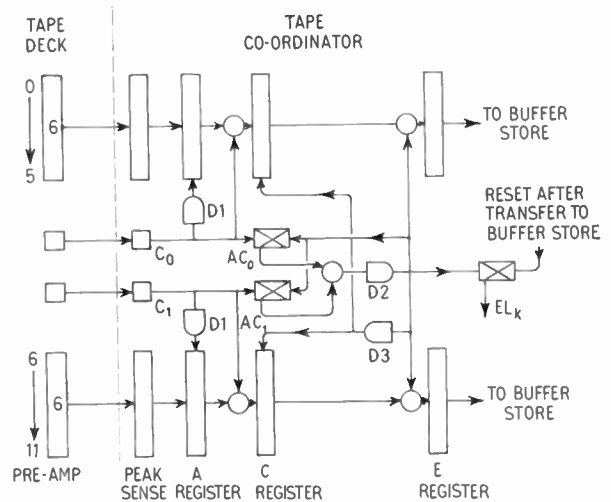 TAPE
DECK
TAPE
CO-ORDINATOR
0
6
5
TO BUFFER
STORE
D1
RESET AFTER
TRANSFER TO
BUFFER STORE
C0
AC0
D2
C1
AC1
ELK
D1
D3
6
6
11
TO BUFFER
STORE
PRE-AMP
PEAK
SENSE
A
REGISTER
C
REGISTER
E
REGISTER